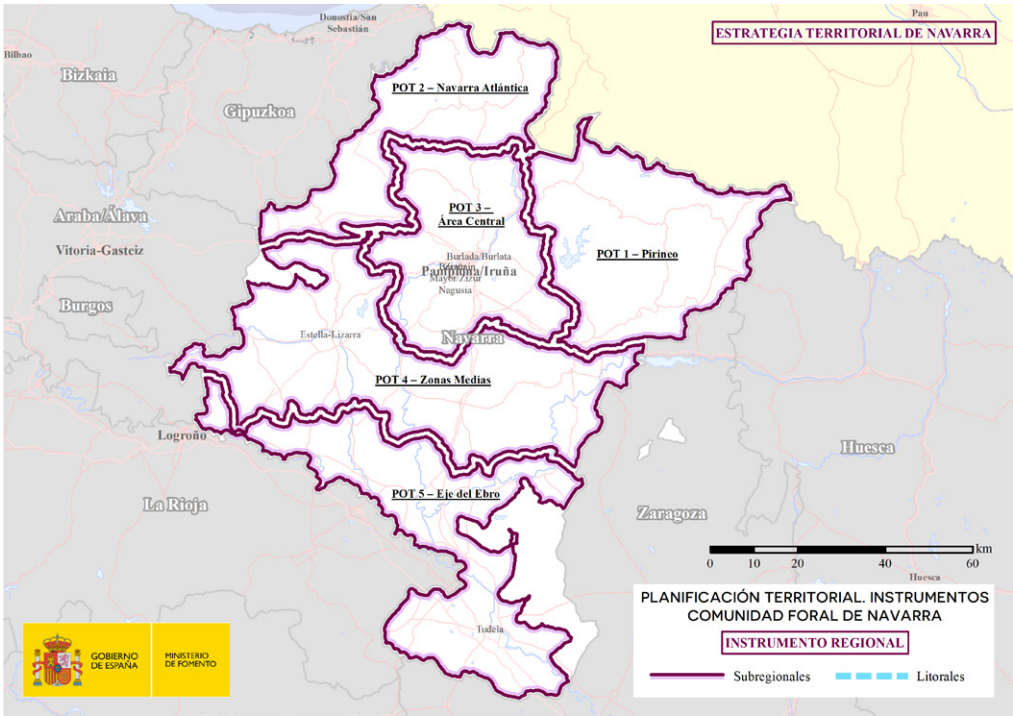 Donostia/San
Sebastián
Pau
Bilbao
ESTRATEGIA TERRITORIAL DE NAVARRA
Bizkaia
POT 2 – Navarra Atlántica
Gipuzkoa
Araba/Álava
POT 3 –
Área Central
Vitoria-Gasteiz
POT 1 – Pirineo
Burlada/Burlata
Pamplona/Iruña
Mayor/Zizur
Nagusia
Burgos
Estella-Lizarra
Navarra
POT 4 – Zonas Medias
Logroño
Huesca
POT 5 – Eje del Ebro
La Rioja
Zaragoza
km
0 10 20 40 60
Huesca
PLANIFICACIÓN TERRITORIAL. INSTRUMENTOS
COMUNIDAD FORAL DE NAVARRA
INSTRUMENTO REGIONAL
Subregionales Litorales
Tudela
GOBIERNO
DE ESPAÑA
MINISTERIO
DE FOMENTO